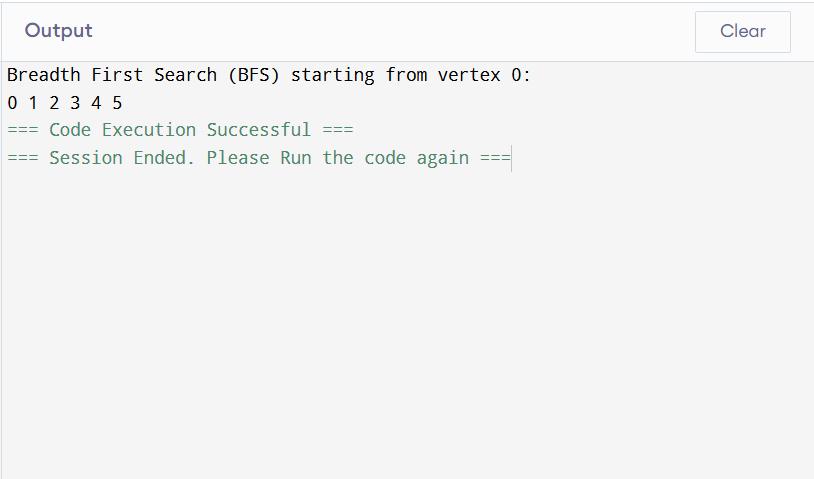 Output
Clear
Breadth First Search (BFS) starting from vertex 0:
0 1 2 3 4 5
=== Code Execution Successful ===
=== Session Ended. Please Run the code again ===